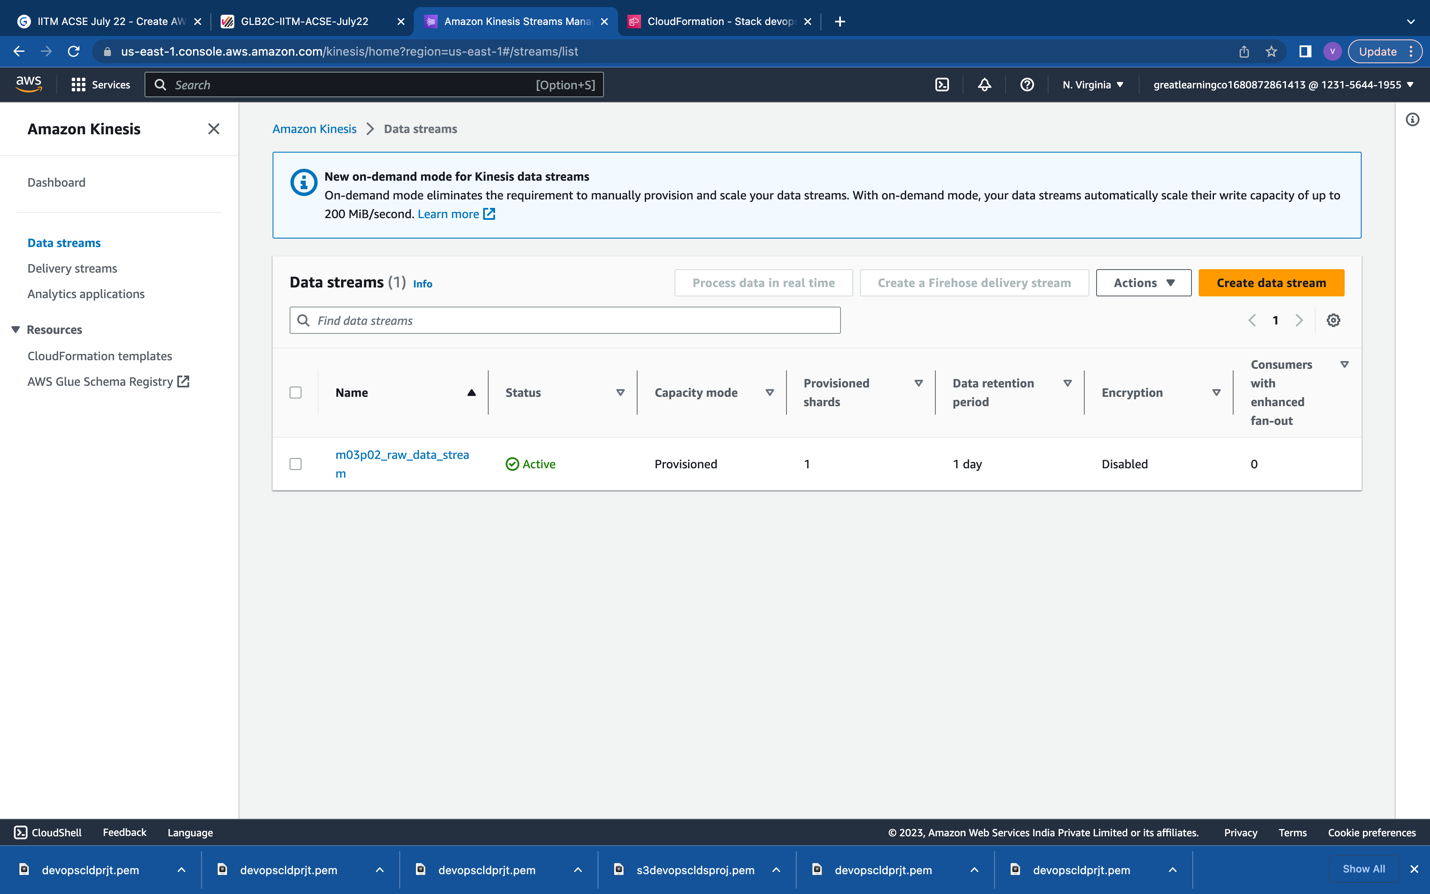 IITM ACSE July 22 - Create AW
GLB2C-IITM-ACSE-July22
Amazon Kinesis Streams Mana
CloudFormation - Stack devop
us-east-1.console.aws.amazon.com/kinesis/home?region=us-east-1#/streams/list
V
Update
aws
Services
Search
[Option+S]
N. Virginia
greatlearningco1680872861413 @ 1231-5644-1955
Amazon Kinesis
Dashboard
Data streams
Delivery streams
Analytics applications
Resources
CloudFormation templates
AWS Glue Schema Registry
Amazon Kinesis
Data streams
New on-demand mode for Kinesis data streams
On-demand mode eliminates the requirement to manually provision and scale your data streams. With on-demand mode, your data streams automatically scale their write capacity of up to
200 MiB/second. Learn more
Data streams (1) Info
Process data in real time
Create a Firehose delivery stream
Actions
Create data stream
Find data streams
1
Name
Status
Capacity mode
Provisioned
shards
Data retention
period
Encryption
Consumers
with
enhanced
fan-out
m03p02_raw_data_strea
m
Active
Provisioned
1
1 day
Disabled
0
CloudShell
Feedback
Language
© 2023, Amazon Web Services India Private Limited or its affiliates.
Privacy
Terms
Cookie preferences
devopscldprjt.pem
devopscldprjt.pem
devopscldprjt.pem
s3devopscldsproj.pem
devopscldprjt.pem
devopscldprjt.pem
Show All